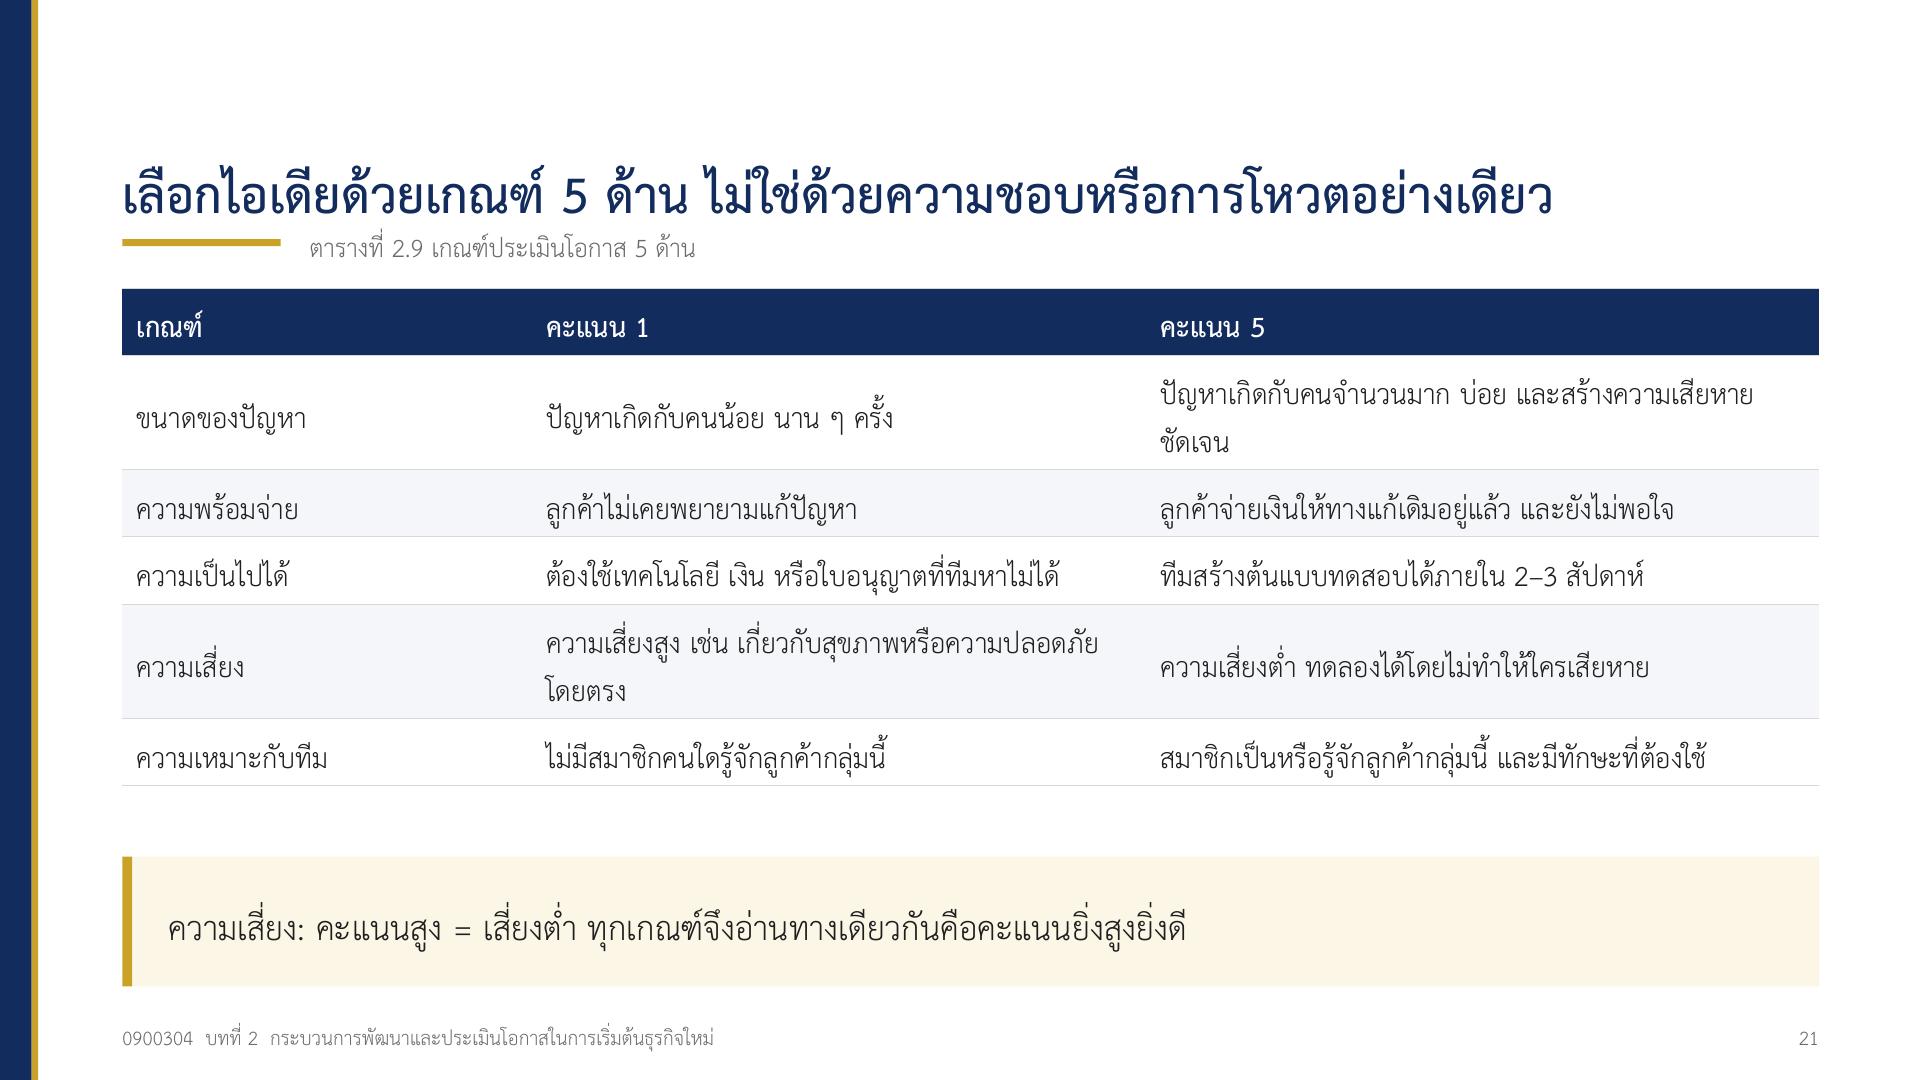 เลือกไอเดียด้วยเกณฑ์ 5 ด้าน ไม่ใช่ด้วยความชอบหรือการโหวตอย่างเดียว
ตารางที่ 2.9 เกณฑ์ประเมินโอกาส 5 ด้าน
เกณฑ์ คะแนน 1 คะแนน 5
ขนาดของปัญหา ปัญหาเกิดกับคนน้อย นาน ๆ ครั้ง ปัญหาเกิดกับคนจำนวนมาก บ่อย และสร้างความเสียหาย
ชัดเจน
ความพร้อมจ่าย ลูกค้าไม่เคยพยายามแก้ปัญหา ลูกค้าจ่ายเงินให้ทางแก้เดิมอยู่แล้ว และยังไม่พอใจ
ความเป็นไปได้ ต้องใช้เทคโนโลยี เงิน หรือใบอนุญาตที่ทีมหาไม่ได้ ทีมสร้างต้นแบบทดสอบได้ภายใน 2–3 สัปดาห์
ความเสี่ยง ความเสี่ยงสูง เช่น เกี่ยวกับสุขภาพหรือความปลอดภัย
โดยตรง ความเสี่ยงต่ำ ทดลองได้โดยไม่ทำให้ใครเสียหาย
ความเหมาะกับทีม ไม่มีสมาชิกคนใดรู้จักลูกค้ากลุ่มนี้ สมาชิกเป็นหรือรู้จักลูกค้ากลุ่มนี้ และมีทักษะที่ต้องใช้
ความเสี่ยง: คะแนนสูง = เสี่ยงต่ำ ทุกเกณฑ์จึงอ่านทางเดียวกันคือคะแนนยิ่งสูงยิ่งดี
0900304 บทที่ 2 กระบวนการพัฒนาและประเมินโอกาสในการเริ่มต้นธุรกิจใหม่ 21